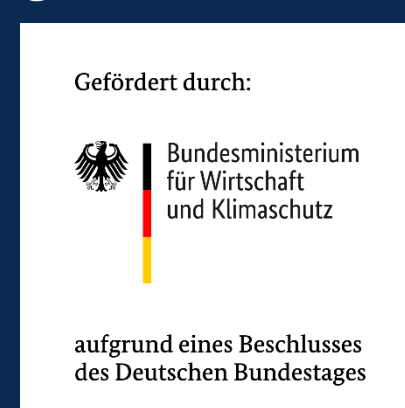 Gefördert durch:
Bundesministerium
für Wirtschaft
und Klimaschutz
aufgrund eines Beschlusses
des Deutschen Bundestages